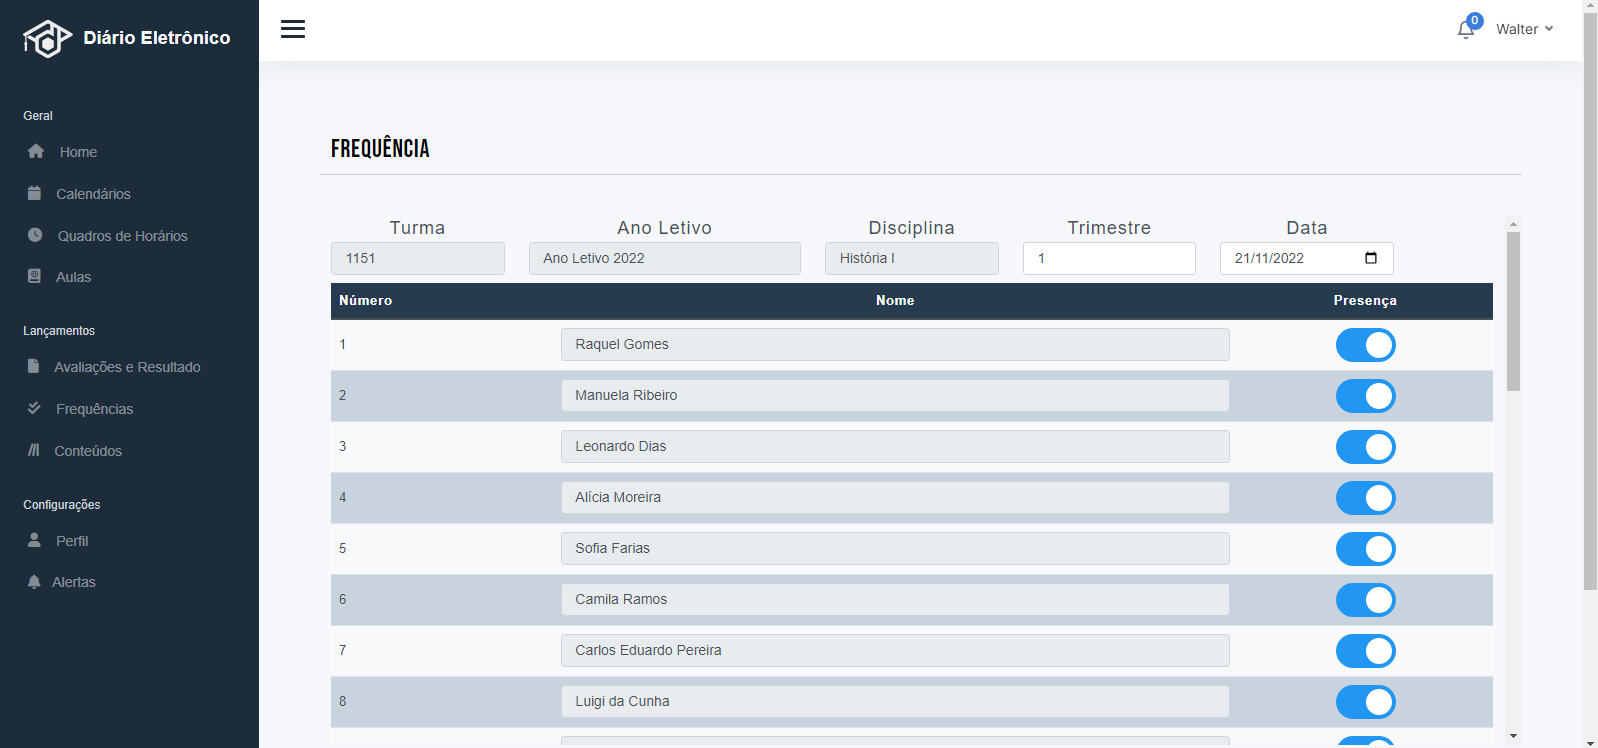 Diário Eletrônico
0
Walter
Geral
Home
Calendários
Quadros de Horários
Aulas
Lançamentos
Avaliações e Resultado
Frequências
Conteúdos
Configurações
Perfil
Alertas
FREQUÊNCIA
Turma Ano Letivo Disciplina Trimestre Data
1151 Ano Letivo 2022 História I 1 21/11/2022
Número Nome Presença
1 Raquel Gomes
2 Manuela Ribeiro
3 Leonardo Dias
4 Alícia Moreira
5 Sofia Farias
6 Camila Ramos
7 Carlos Eduardo Pereira
8 Luigi da Cunha